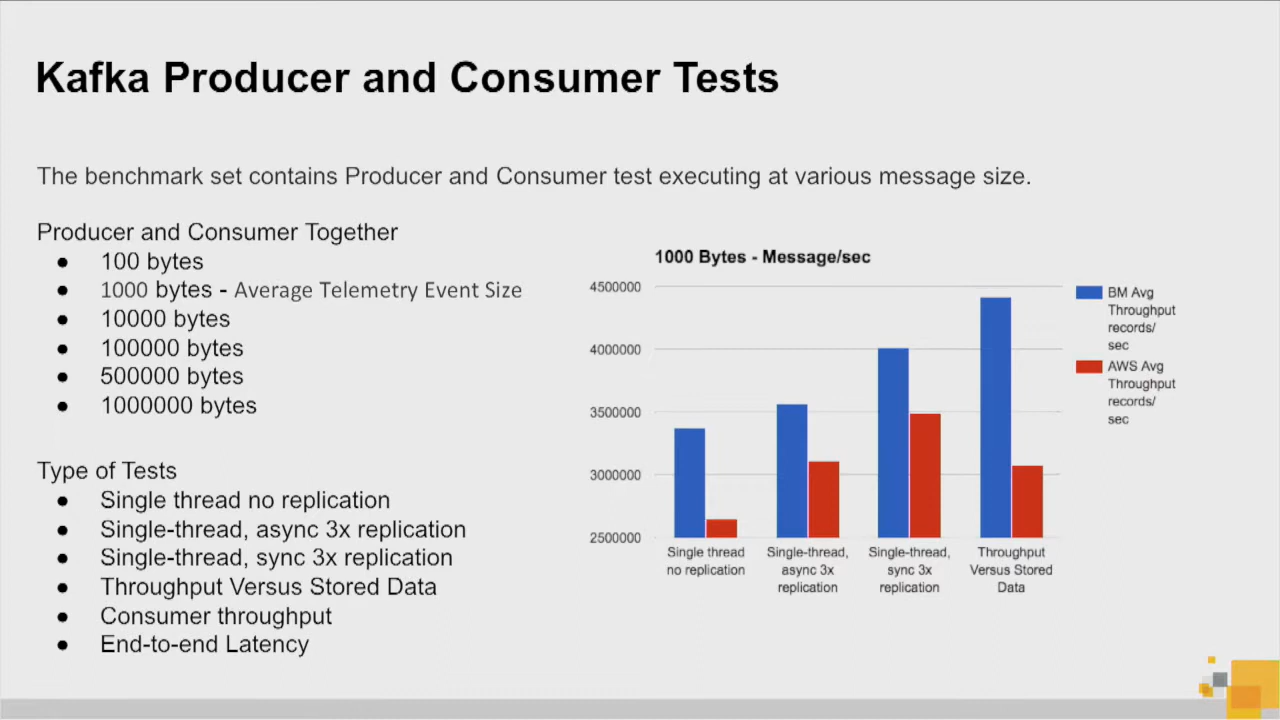 Kafka Producer and Consumer Tests
The benchmark set contains Producer and Consumer test executing at various message size.
Producer and Consumer Together
● 100 bytes
● 1000 bytes - Average Telemetry Event Size
● 10000 bytes
● 100000 bytes
● 500000 bytes
● 1000000 bytes
Type of Tests
● Single thread no replication
● Single-thread, async 3x replication
● Single-thread, sync 3x replication
● Throughput Versus Stored Data
● Consumer throughput
● End-to-end Latency
1000 Bytes - Message/sec
4500000
4000000
3500000
3000000
2500000
Single thread
no replication
Single-thread,
async 3x
replication
Single-thread,
sync 3x
replication
Throughput
Versus Stored
Data
BM Avg
Throughput
records/
sec
AWS Avg
Throughput
records/
sec